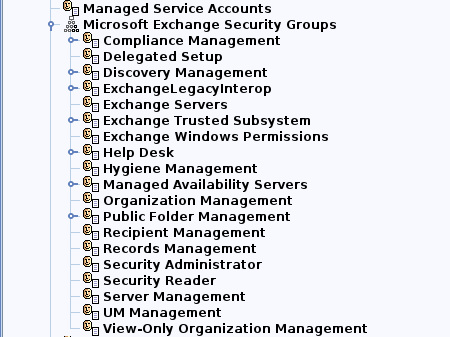 Managed Service Accounts
Microsoft Exchange Security Groups
Compliance Management
Delegated Setup
Discovery Management
ExchangeLegacyInterop
Exchange Servers
Exchange Trusted Subsystem
Exchange Windows Permissions
Help Desk
Hygiene Management
Managed Availability Servers
Organization Management
Public Folder Management
Recipient Management
Records Management
Security Administrator
Security Reader
Server Management
UM Management
View-Only Organization Management